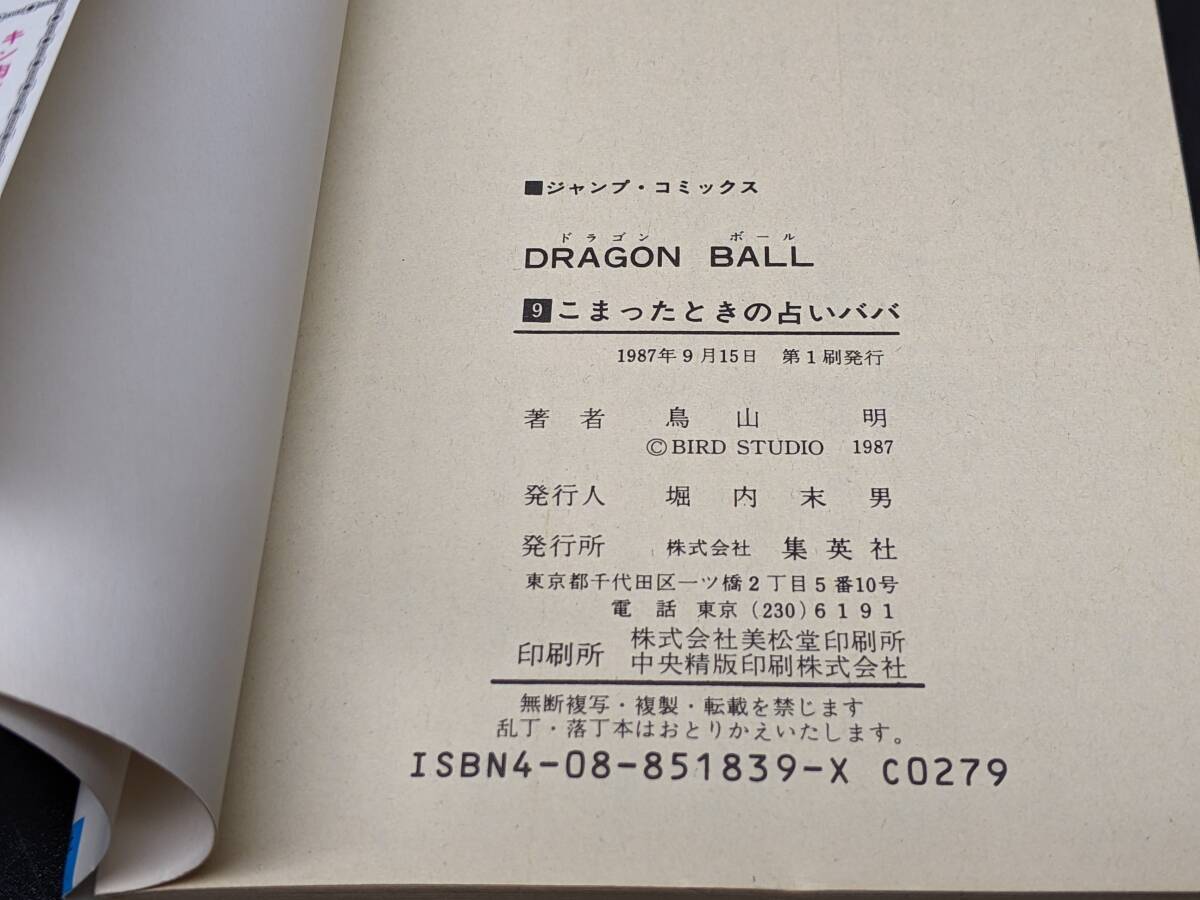 ■ジャンプ・コミックス
ドラゴン ボール
DRAGON BALL
9 こまったときの占いババ
1987年9月15日 第1刷発行
著者 鳥山 明
©BIRD STUDIO 1987
発行人 堀内末男
発行所 株式会社 集英社
東京都千代田区一ツ橋2丁目5番10号
電話 東京 (230) 6191
印刷所 株式会社美松堂印刷所
中央精版印刷株式会社
無断複写・複製・転載を禁じます
乱丁・落丁本はおとりかえいたします。
ISBN4-08-851839-X C0279